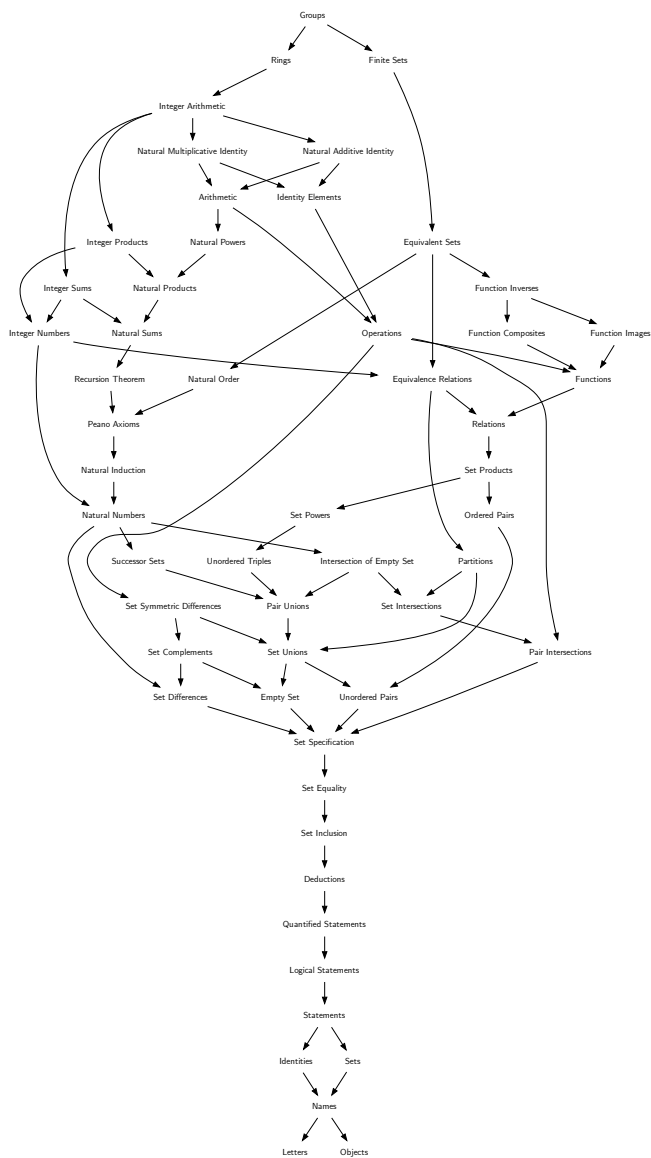 Groups
Rings
Finite Sets
Integer Arithmetic
Natural Multiplicative Identity
Natural Additive Identity
Arithmetic
Identity Elements
Integer Products
Natural Powers
Equivalent Sets
Integer Sums
Natural Products
Function Inverses
Integer Numbers
Natural Sums
Operations
Function Composites
Function Images
Recursion Theorem
Natural Order
Equivalence Relations
Functions
Peano Axioms
Relations
Natural Induction
Set Products
Natural Numbers
Set Powers
Ordered Pairs
Successor Sets
Unordered Triples
Intersection of Empty Set
Partitions
Set Symmetric Differences
Pair Unions
Set Intersections
Set Complements
Set Unions
Pair Intersections
Set Differences
Empty Set
Unordered Pairs
Set Specification
Set Equality
Set Inclusion
Deductions
Quantified Statements
Logical Statements
Statements
Identities
Sets
Names
Letters
Objects